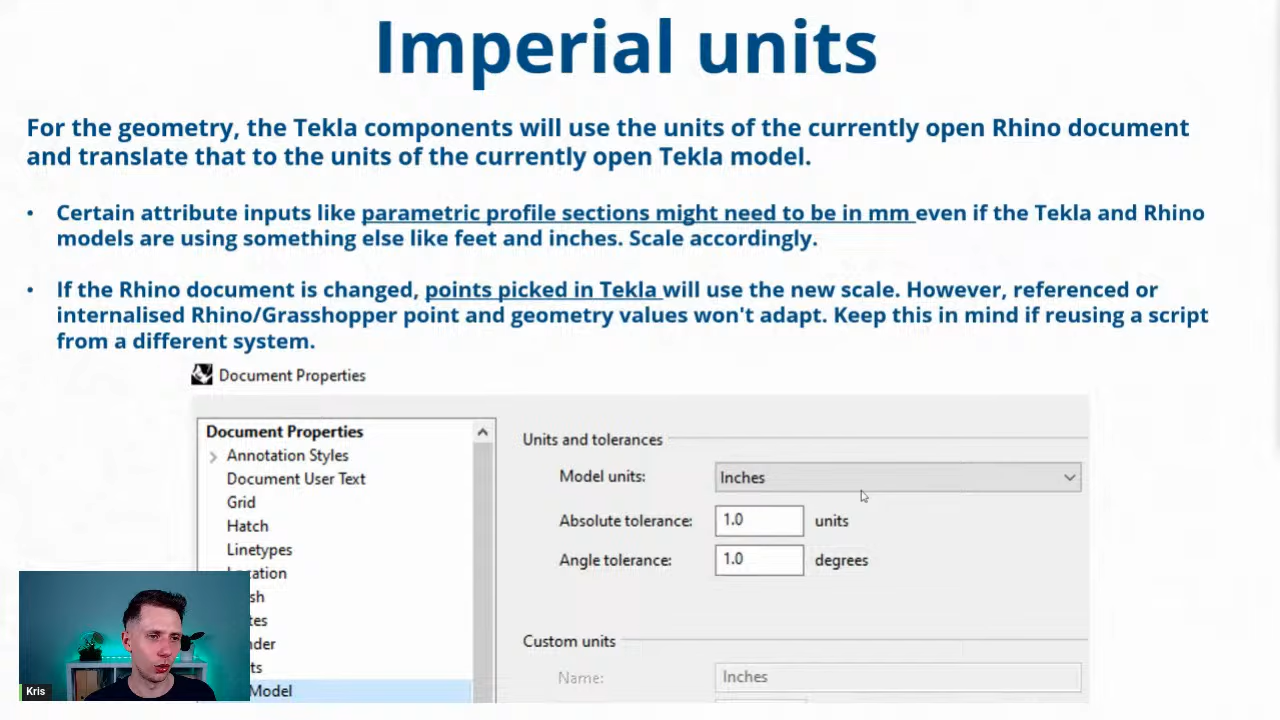 Imperial units
For the geometry, the Tekla components will use the units of the currently open Rhino document
and translate that to the units of the currently open Tekla model.
• Certain attribute inputs like parametric profile sections might need to be in mm even if the Tekla and Rhino
models are using something else like feet and inches. Scale accordingly.
• If the Rhino document is changed, points picked in Tekla will use the new scale. However, referenced or
internalised Rhino/Grasshopper point and geometry values won't adapt. Keep this in mind if reusing a script
from a different system.
Document Properties
Document Properties
Annotation Styles
Document User Text
Grid
Hatch
Linetypes
Location
Model
Units and tolerances
Model units: Inches
Absolute tolerance: 1.0 units
Angle tolerance: 1.0 degrees
Custom units
Name: Inches
Kris